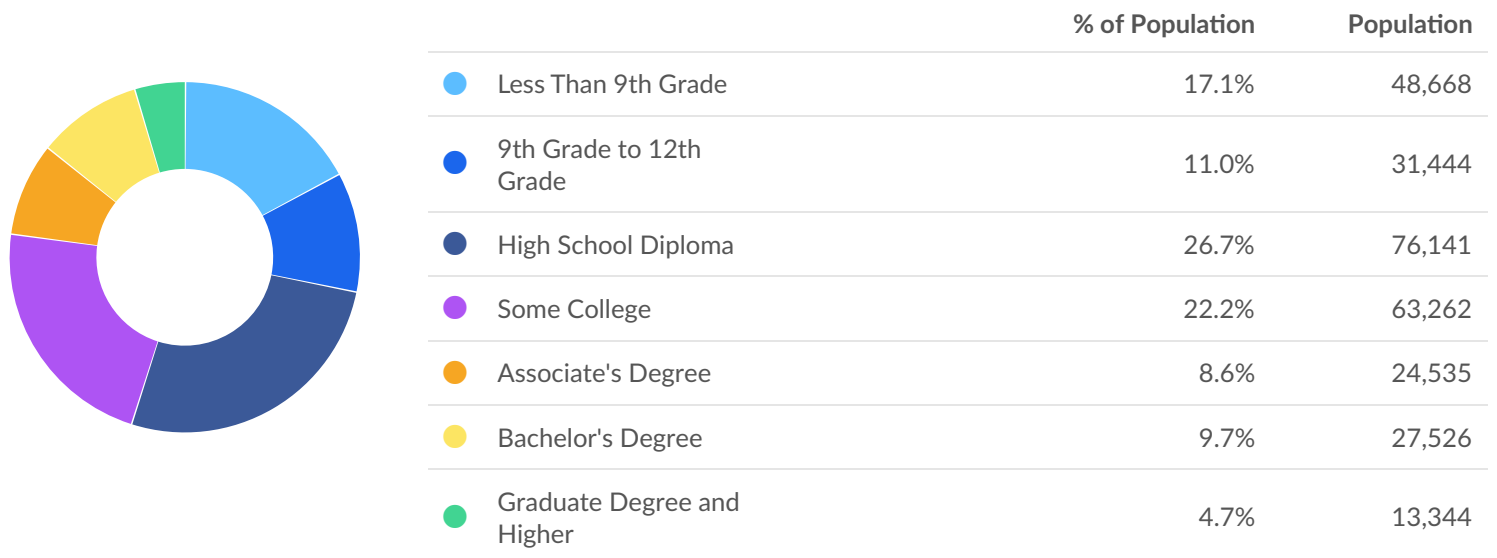 % of Population Population
Less Than 9th Grade 17.1% 48,668
9th Grade to 12th
Grade 11.0% 31,444
High School Diploma 26.7% 76,141
Some College 22.2% 63,262
Associate's Degree 8.6% 24,535
Bachelor's Degree 9.7% 27,526
Graduate Degree and
Higher 4.7% 13,344